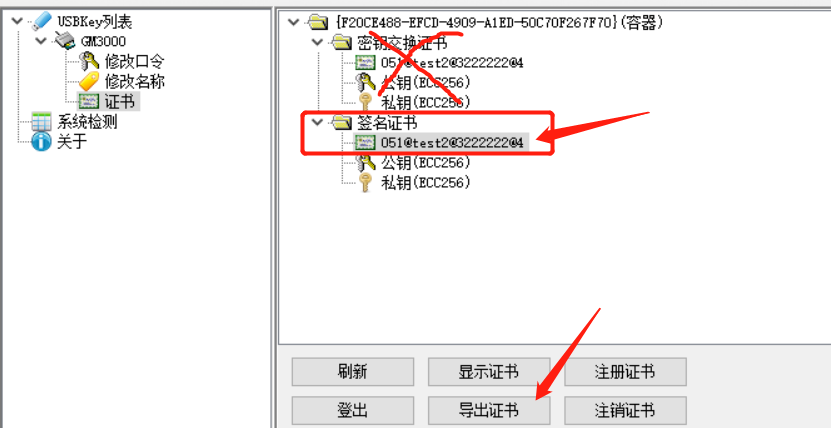 USBKey列表
GM3000
修改口令
修改名称
证书
系统检测
关于
{F20CE488-EFCD-4909-A1ED-50C70F267F70}(容器)
密钥交换证书
051@test2@3222222@4
公钥(ECC256)
私钥(ECC256)
签名证书
051@test2@3222222@4
公钥(ECC256)
私钥(ECC256)
刷新
显示证书
注册证书
登出
导出证书
注销证书